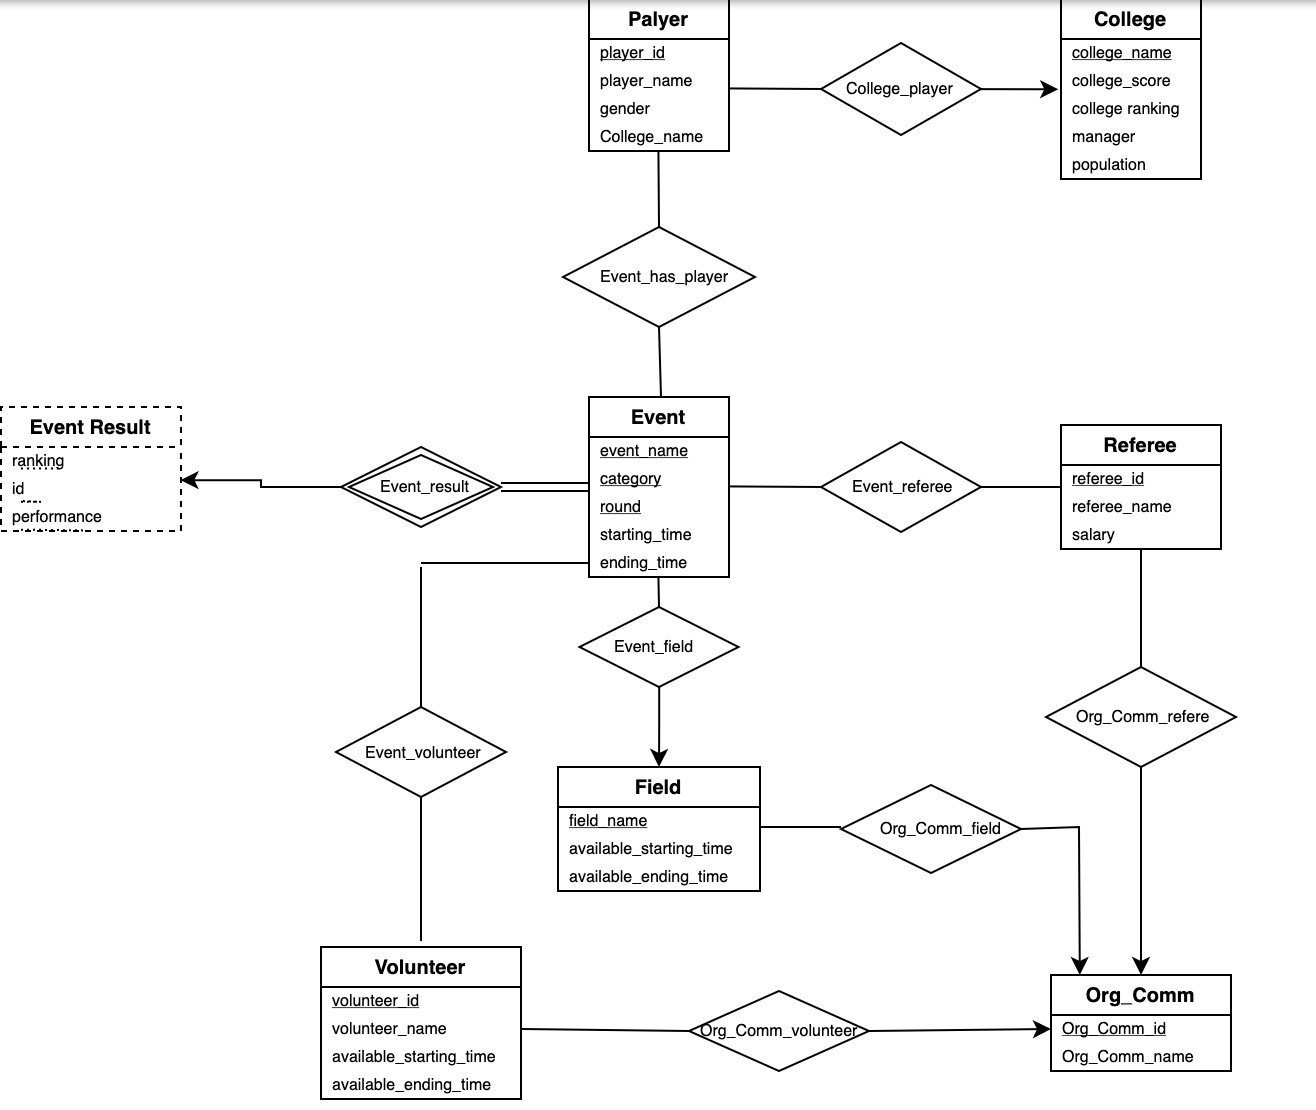 Palyer
player_id
player_name
gender
College_name
College_player
College
college_name
college_score
college ranking
manager
population
Event_has_player
Event Result
ranking
id
performance
Event_result
Event
event_name
category
round
starting_time
ending_time
Event_referee
Referee
referee_id
referee_name
salary
Event_field
Org_Comm_refere
Event_volunteer
Field
field_name
available_starting_time
available_ending_time
Org_Comm_field
Volunteer
volunteer_id
volunteer_name
available_starting_time
available_ending_time
Org_Comm_volunteer
Org_Comm
Org_Comm_id
Org_Comm_name